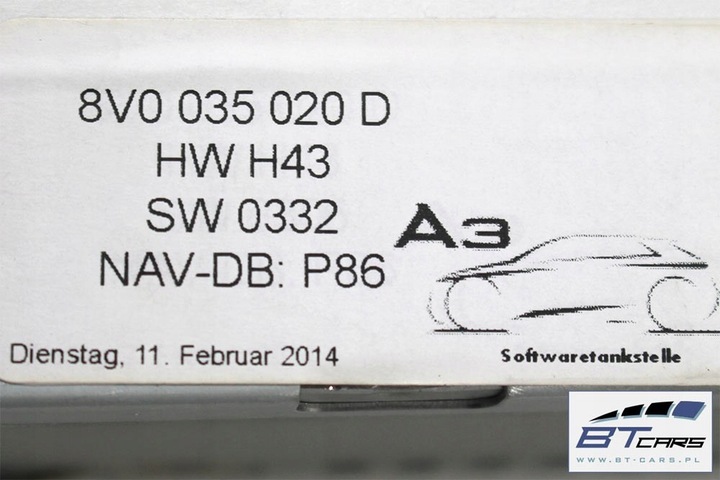 8V0 035 020 D
HW H43
SW 0332
NAV-DB: P86
A3
Dienstag, 11. Februar 2014
Softwaretankstelle
BT CARS
WWW.BT-CARS.PL